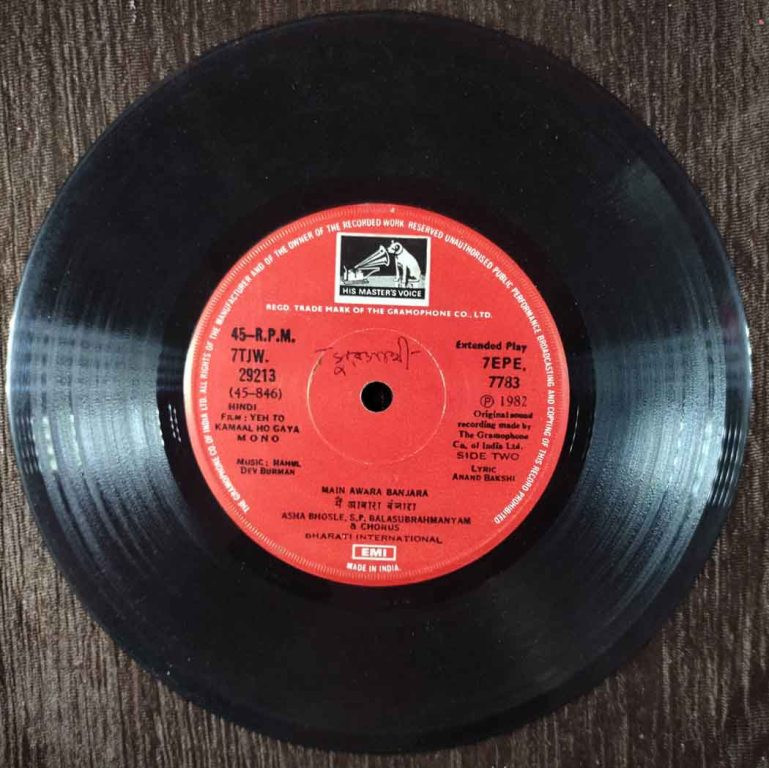 THE GRAMOPHONE CO. OF INDIA LTD. ALL RIGHTS OF THE MANUFACTURER AND OF THE OWNER OF THE RECORDED WORK RESERVED UNAUTHORISED PUBLIC PERFORMANCE BROADCASTING AND COPYING OF THIS RECORD PROHIBITED
HIS MASTER'S VOICE
REGD. TRADE MARK OF THE GRAMOPHONE CO., LTD.
45-R.P.M.
7TJW.
29213
(45-846)
HINDI
FILM : YEH TO
KAMAAL HO GAYA
MONO
MUSIC : RAHUL
DEV BURMAN
Extended Play
7EPE.
7783
Ⓟ 1982
Original sound
recording made by
The Gramophone
Co. of India Ltd.
SIDE TWO
LYRIC
ANAND BAKSHI
MAIN AWARA BANJARA
मैं आवारा बंजारा
ASHA BHOSLE, S.P. BALASUBRAHMANYAM
& CHORUS
BHARATI INTERNATIONAL
EMI
MADE IN INDIA.